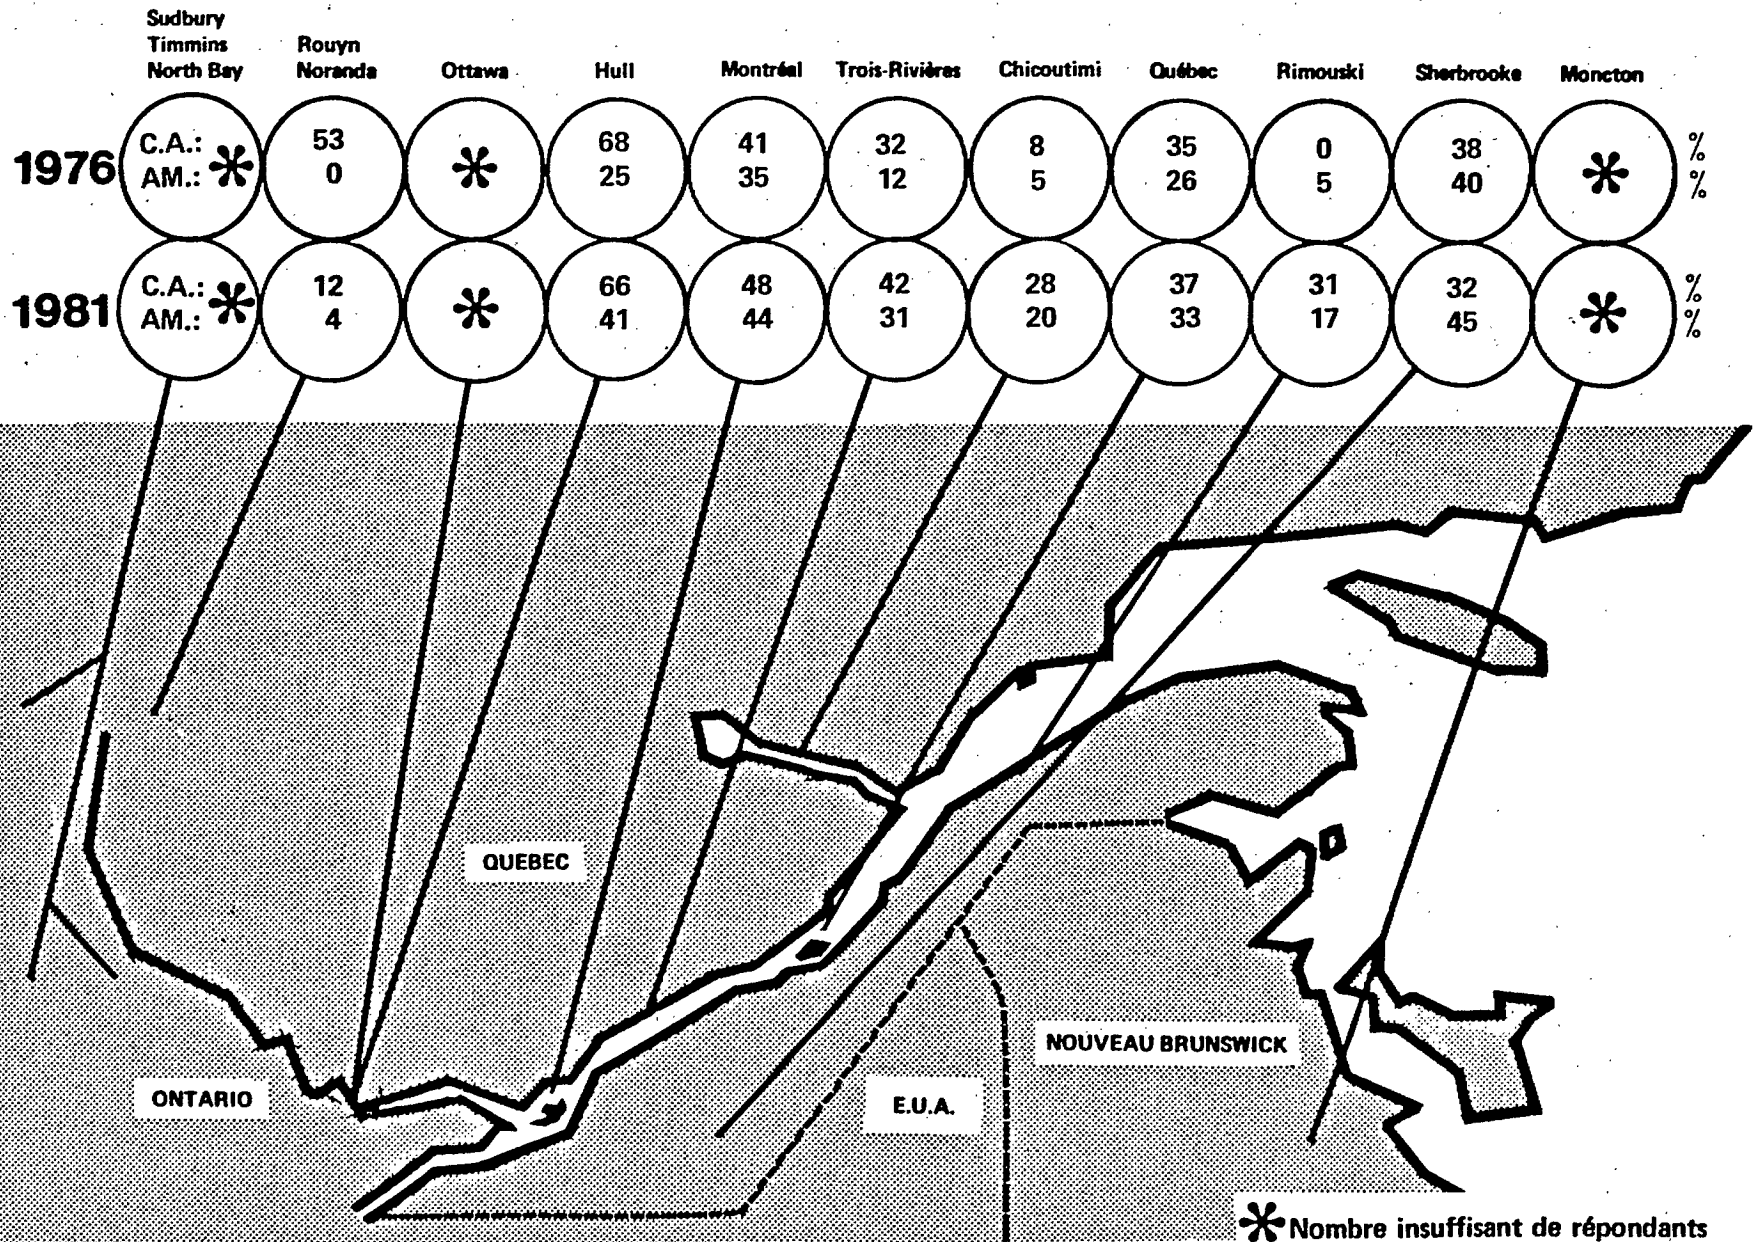 Sudbury
Timmins
North Bay
Rouyn
Noranda
Ottawa
Hull
Montréal
Trois-Rivières
Chicoutimi
Québec
Rimouski
Sherbrooke
Moncton
1976
C.A.: *
AM.:
53
0
*
68
25
41
35
32
12
8
5
35
26
0
5
38
40
*
%
%
1981
C.A.: *
AM.:
12
4
*
66
41
48
44
42
31
28
20
37
33
31
17
32
45
*
%
%
QUEBEC
ONTARIO
NOUVEAU BRUNSWICK
E.U.A.
* Nombre insuffisant de répondants